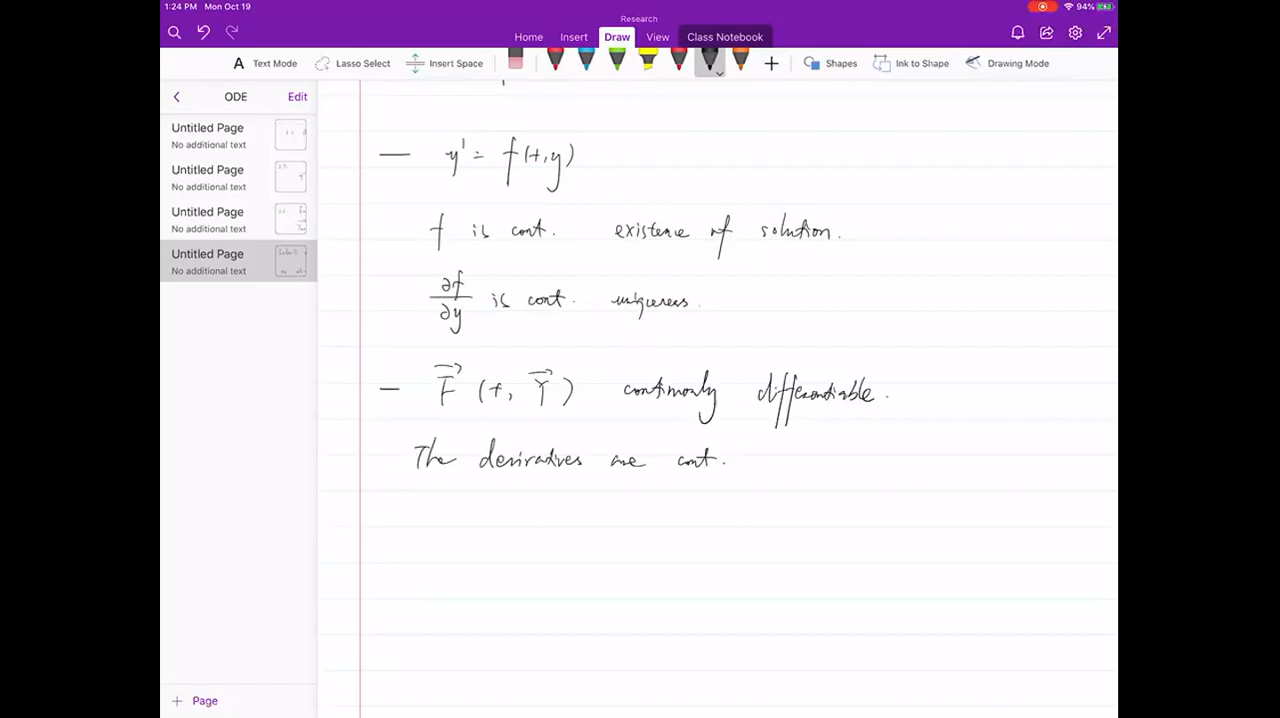 1:24 PM Mon Oct 19
94%
Research
Home Insert Draw View Class Notebook
Text Mode Lasso Select Insert Space Shapes Ink to Shape Drawing Mode
ODE Edit
Untitled Page
No additional text
Untitled Page
No additional text
Untitled Page
No additional text
Untitled Page
No additional text
Page
— y' = f(t,y)
f is cont. existence of solution.
∂f/∂y is cont. uniqueness.
— F⃗ (t, Y⃗) continously differentiable.
The derivatives are cont.